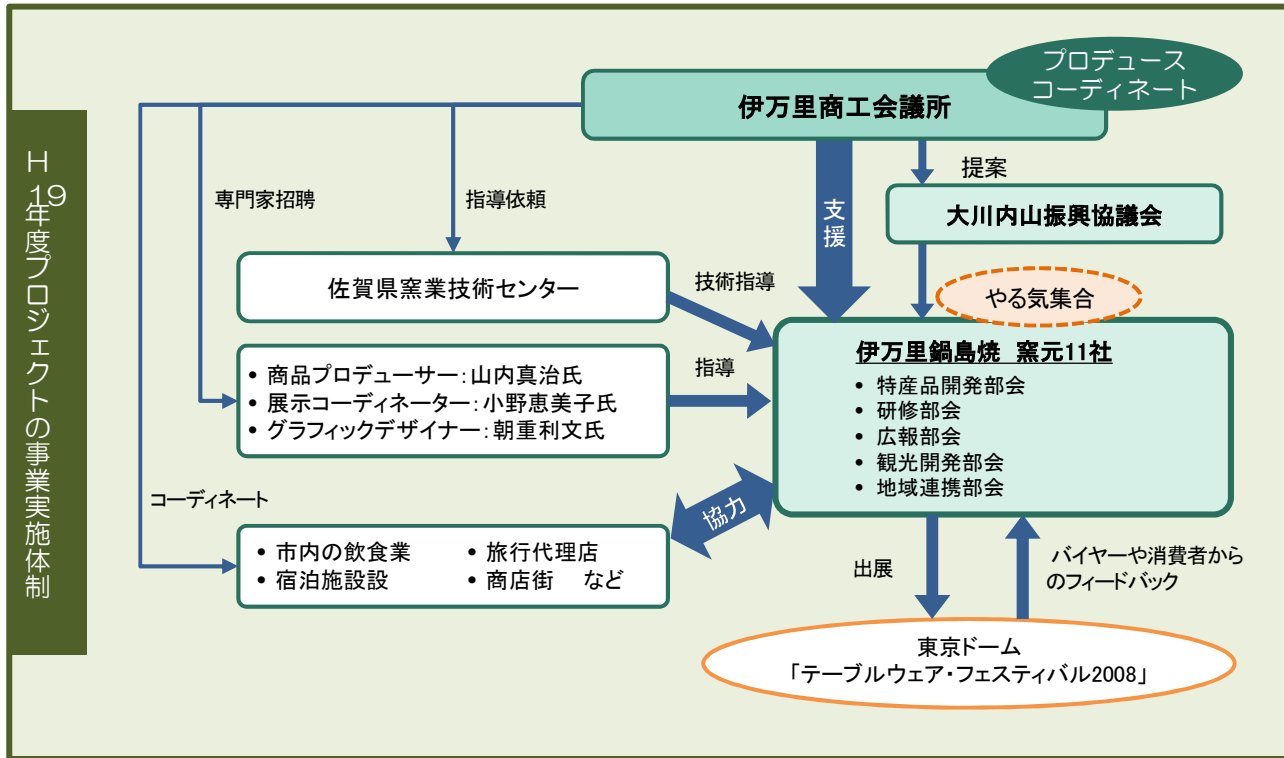 H
19
年度プロジェクトの事業実施体制
プロデュース
コーディネート
伊万里商工会議所
提案
専門家招聘
指導依頼
支援
大川内山振興協議会
佐賀県窯業技術センター
技術指導
やる気集合
伊万里鍋島焼 窯元11社
• 特産品開発部会
• 研修部会
• 広報部会
• 観光開発部会
• 地域連携部会
• 商品プロデューサー：山内真治氏
• 展示コーディネーター：小野恵美子氏
• グラフィックデザイナー：朝重利文氏
指導
コーディネート
協力
• 市内の飲食業 • 旅行代理店
• 宿泊施設設 • 商店街 など
出展
バイヤーや消費者から
のフィードバック
東京ドーム
「テーブルウェア・フェスティバル2008」